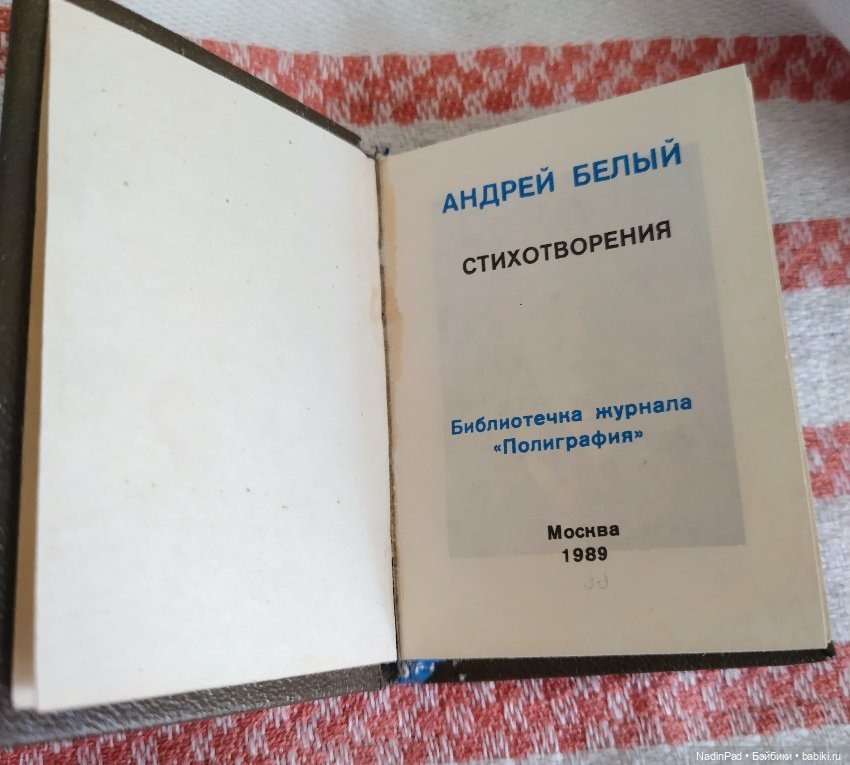 АНДРЕЙ БЕЛЫЙ
СТИХОТВОРЕНИЯ
Библиотечка журнала
«Полиграфия»
Москва
1989
NadinPad • Бэйбики • babiki.ru